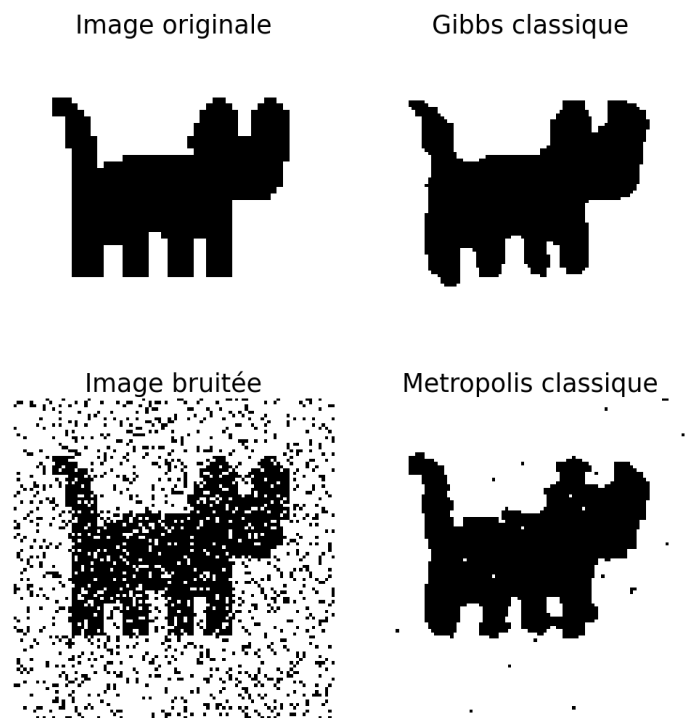 Image originale
Gibbs classique
Image bruitée
Metropolis classique